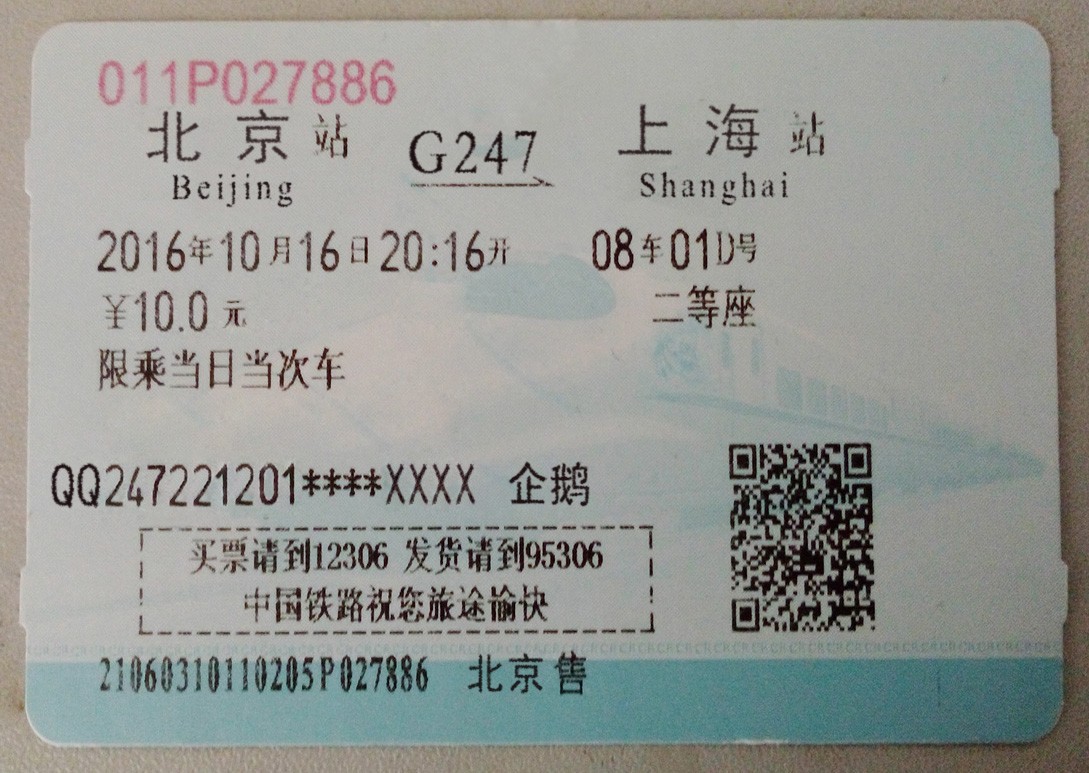 011P027886
北京站 G247 上海站
Beijing Shanghai
2016年10月16日20:16开 08车01D号
¥10.0元 二等座
限乘当日当次车
QQ247221201****XXXX 企鹅
买票请到12306 发货请到95306
中国铁路祝您旅途愉快
21060310110205P027886 北京售